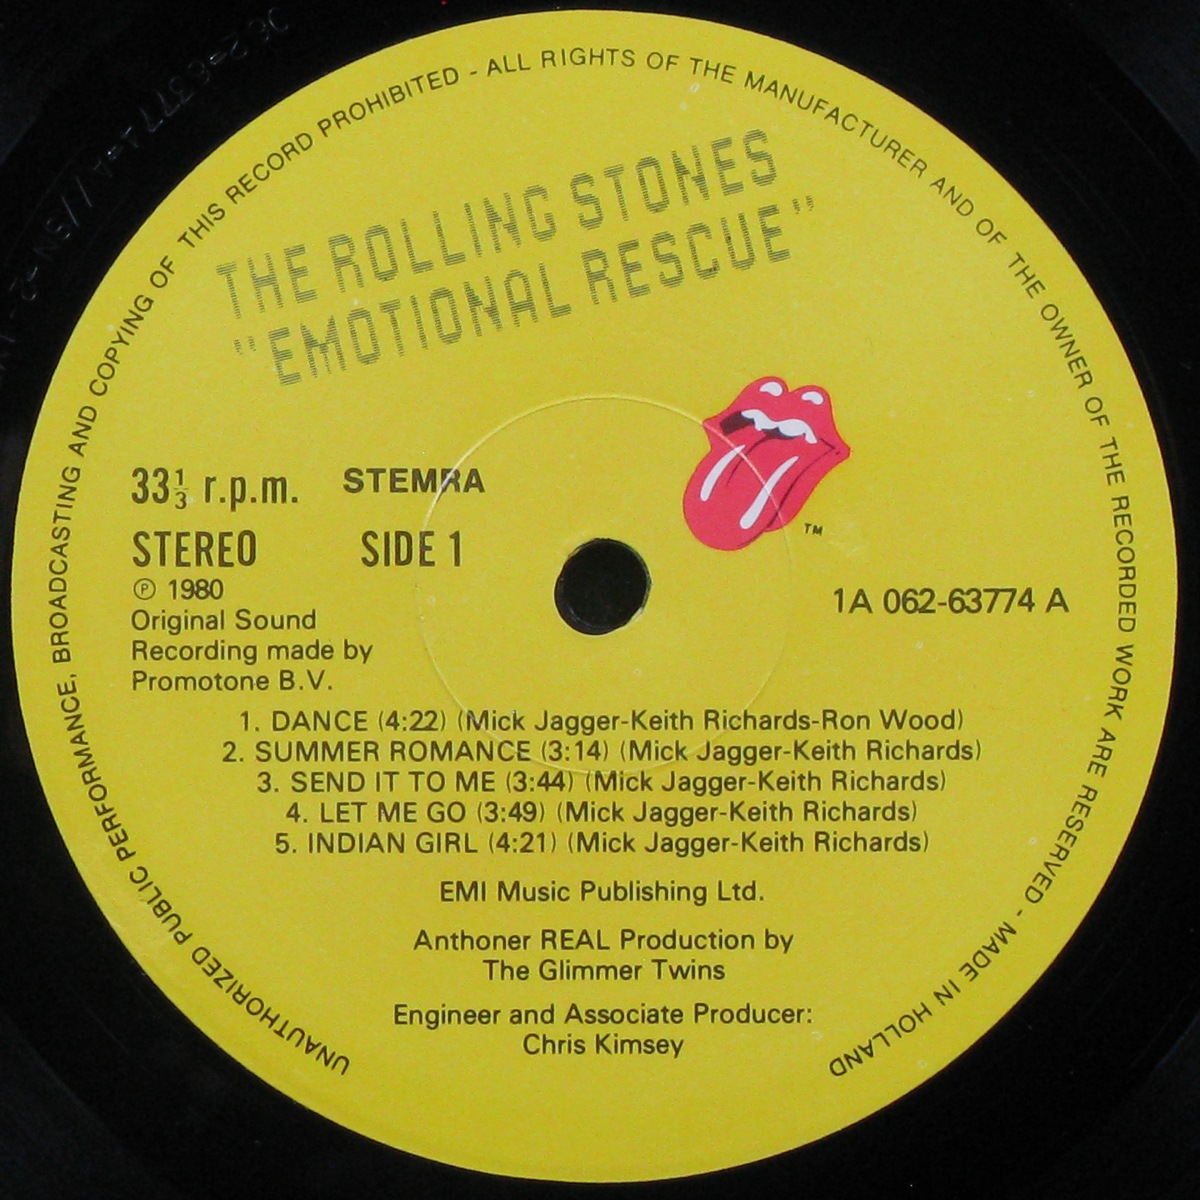 UNAUTHORIZED PUBLIC PERFORMANCE, BROADCASTING AND COPYING OF THIS RECORD PROHIBITED - ALL RIGHTS OF THE MANUFACTURER AND OF THE OWNER OF THE RECORDED WORK ARE RESERVED - MADE IN HOLLAND
THE ROLLING STONES
"EMOTIONAL RESCUE"
TM
33 1/3 r.p.m. STEMRA
STEREO SIDE 1
℗ 1980
Original Sound
Recording made by
Promotone B.V.
1A 062-63774 A
1. DANCE (4:22) (Mick Jagger-Keith Richards-Ron Wood)
2. SUMMER ROMANCE (3:14) (Mick Jagger-Keith Richards)
3. SEND IT TO ME (3:44) (Mick Jagger-Keith Richards)
4. LET ME GO (3:49) (Mick Jagger-Keith Richards)
5. INDIAN GIRL (4:21) (Mick Jagger-Keith Richards)
EMI Music Publishing Ltd.
Anthoner REAL Production by
The Glimmer Twins
Engineer and Associate Producer:
Chris Kimsey